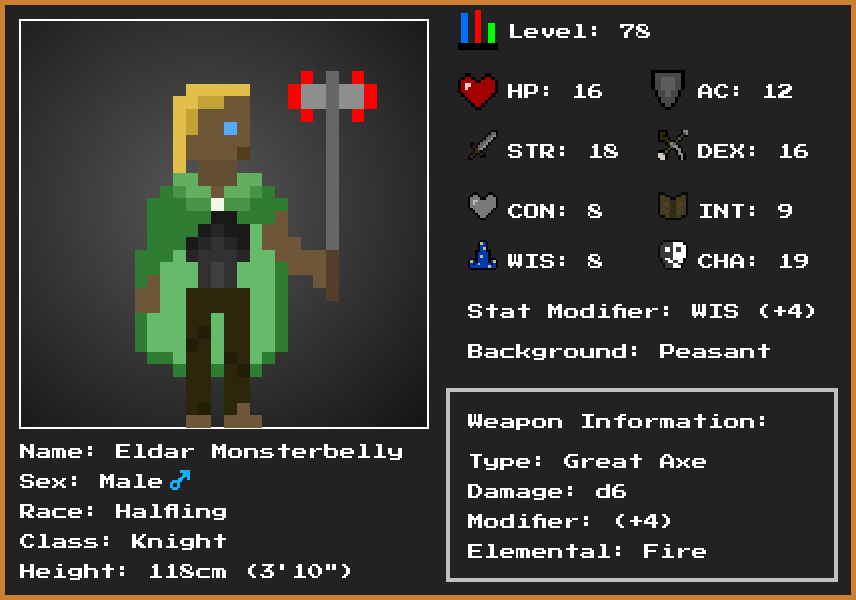 Level: 78
HP: 16
AC: 12
STR: 18
DEX: 16
CON: 8
INT: 9
WIS: 8
CHA: 19
Stat Modifier: WIS (+4)
Background: Peasant
Name: Eldar Monsterbelly
Sex: Male♂
Race: Halfling
Class: Knight
Height: 118cm (3'10")
Weapon Information:
Type: Great Axe
Damage: d6
Modifier: (+4)
Elemental: Fire